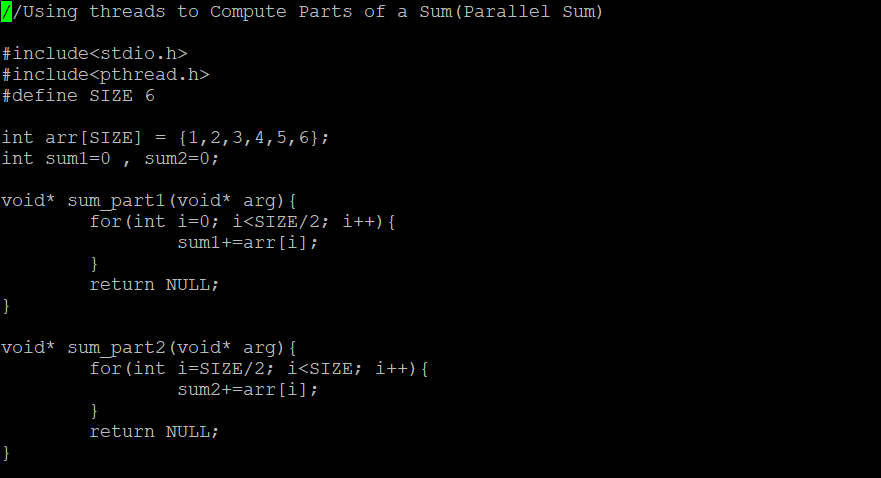 //Using threads to Compute Parts of a Sum(Parallel Sum)

#include<stdio.h>
#include<pthread.h>
#define SIZE 6

int arr[SIZE] = {1,2,3,4,5,6};
int sum1=0 , sum2=0;

void* sum_part1(void* arg){
        for(int i=0; i<SIZE/2; i++){
                sum1+=arr[i];
        }
        return NULL;
}

void* sum_part2(void* arg){
        for(int i=SIZE/2; i<SIZE; i++){
                sum2+=arr[i];
        }
        return NULL;
}